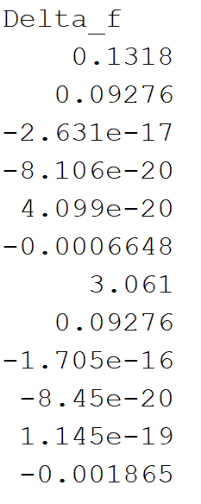 Delta_f
0.1318
0.09276
-2.631e-17
-8.106e-20
4.099e-20
-0.0006648
3.061
0.09276
-1.705e-16
-8.45e-20
1.145e-19
-0.001865